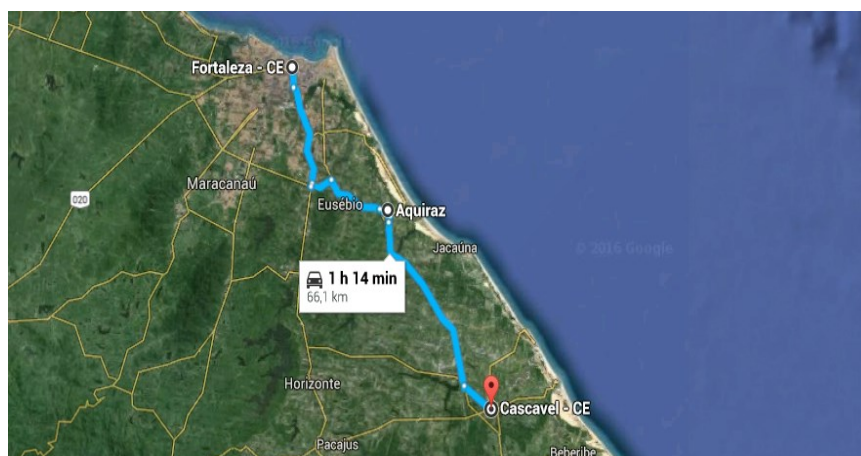 Fortaleza - CE
Maracanaú
020
Eusébio
Aquiraz
Jacaúna
© 2016 Google
1 h 14 min
66,1 km
Horizonte
Cascavel - CE
Pacajus
Beberibe